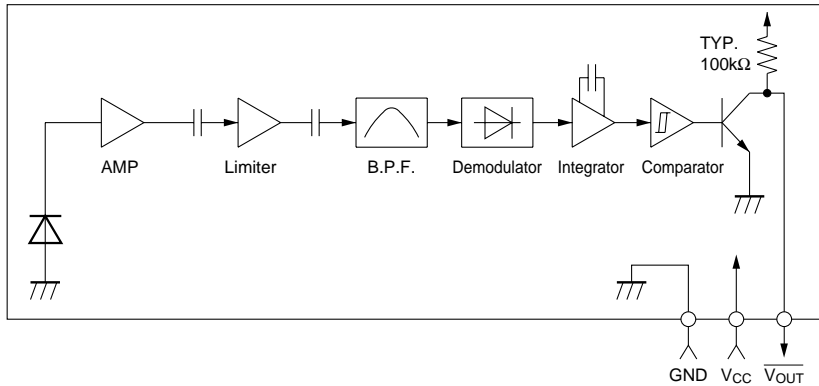 TYP.
100kΩ
AMP
Limiter
B.P.F.
Demodulator
Integrator
Comparator
GND
VCC
VOUT